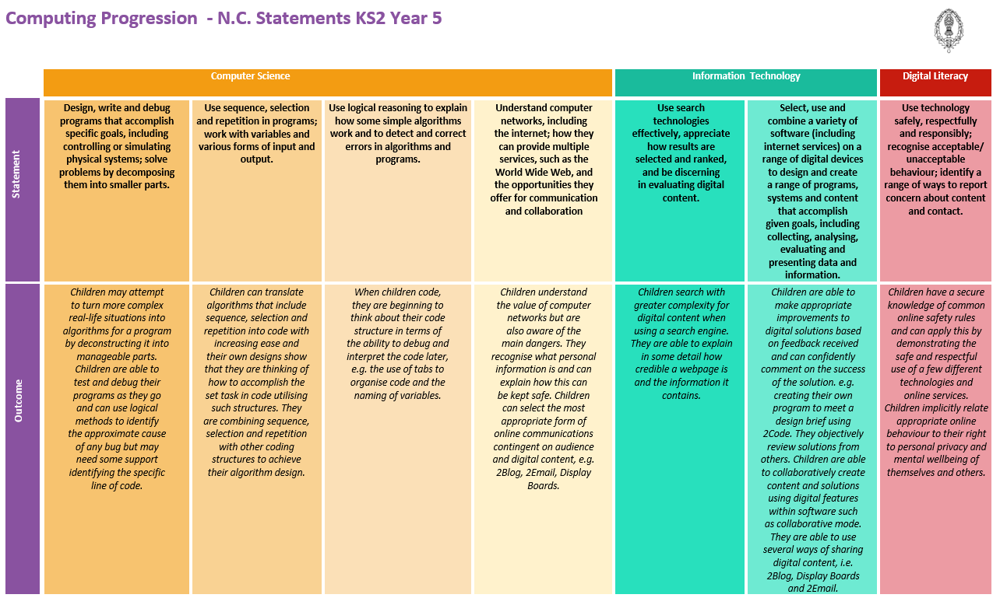 Computing Progression  - N.C. Statements KS2 Year 5
Computer Science
Information  Technology
Digital Literacy
Statement
Design, write and debug
programs that accomplish
specific goals, including
controlling or simulating
physical systems; solve
problems by decomposing
them into smaller parts.
Use sequence, selection
and repetition in programs;
work with variables and
various forms of input and
output.
Use logical reasoning to explain
how some simple algorithms
work and to detect and correct
errors in algorithms and
programs.
Understand computer
networks, including
the internet; how they
can provide multiple
services, such as the
World Wide Web, and
the opportunities they
offer for communication
and collaboration
Use search
technologies
effectively, appreciate
how results are
selected and ranked,
and be discerning
in evaluating digital
content.
Select, use and
combine a variety of
software (including
internet services) on a
range of digital devices
to design and create
a range of programs,
systems and content
that accomplish
given goals, including
collecting, analysing,
evaluating and
presenting data and
information.
Use technology
safely, respectfully
and responsibly;
recognise acceptable/
unacceptable
behaviour; identify a
range of ways to report
concern about content
and contact.
Outcome
Children may attempt
to turn more complex
real-life situations into
algorithms for a program
by deconstructing it into
manageable parts.
Children are able to
test and debug their
programs as they go
and can use logical
methods to identify
the approximate cause
of any bug but may
need some support
identifying the specific
line of code.
Children can translate
algorithms that include
sequence, selection and
repetition into code with
increasing ease and
their own designs show
that they are thinking of
how to accomplish the
set task in code utilising
such structures. They
are combining sequence,
selection and repetition
with other coding
structures to achieve
their algorithm design.
When children code,
they are beginning to
think about their code
structure in terms of
the ability to debug and
interpret the code later,
e.g. the use of tabs to
organise code and the
naming of variables.
Children understand
the value of computer
networks but are
also aware of the
main dangers. They
recognise what personal
information is and can
explain how this can
be kept safe. Children
can select the most
appropriate form of
online communications
contingent on audience
and digital content, e.g.
2Blog, 2Email, Display
Boards.
Children search with
greater complexity for
digital content when
using a search engine.
They are able to explain
in some detail how
credible a webpage is
and the information it
contains.
Children are able to
make appropriate
improvements to
digital solutions based
on feedback received
and can confidently
comment on the success
of the solution. e.g.
creating their own
program to meet a
design brief using
2Code. They objectively
review solutions from
others. Children are able
to collaboratively create
content and solutions
using digital features
within software such
as collaborative mode.
They are able to use
several ways of sharing
digital content, i.e.
2Blog, Display Boards
and 2Email.
Children have a secure
knowledge of common
online safety rules
and can apply this by
demonstrating the
safe and respectful
use of a few different
technologies and
online services.
Children implicitly relate
appropriate online
behaviour to their right
to personal privacy and
mental wellbeing of
themselves and others.